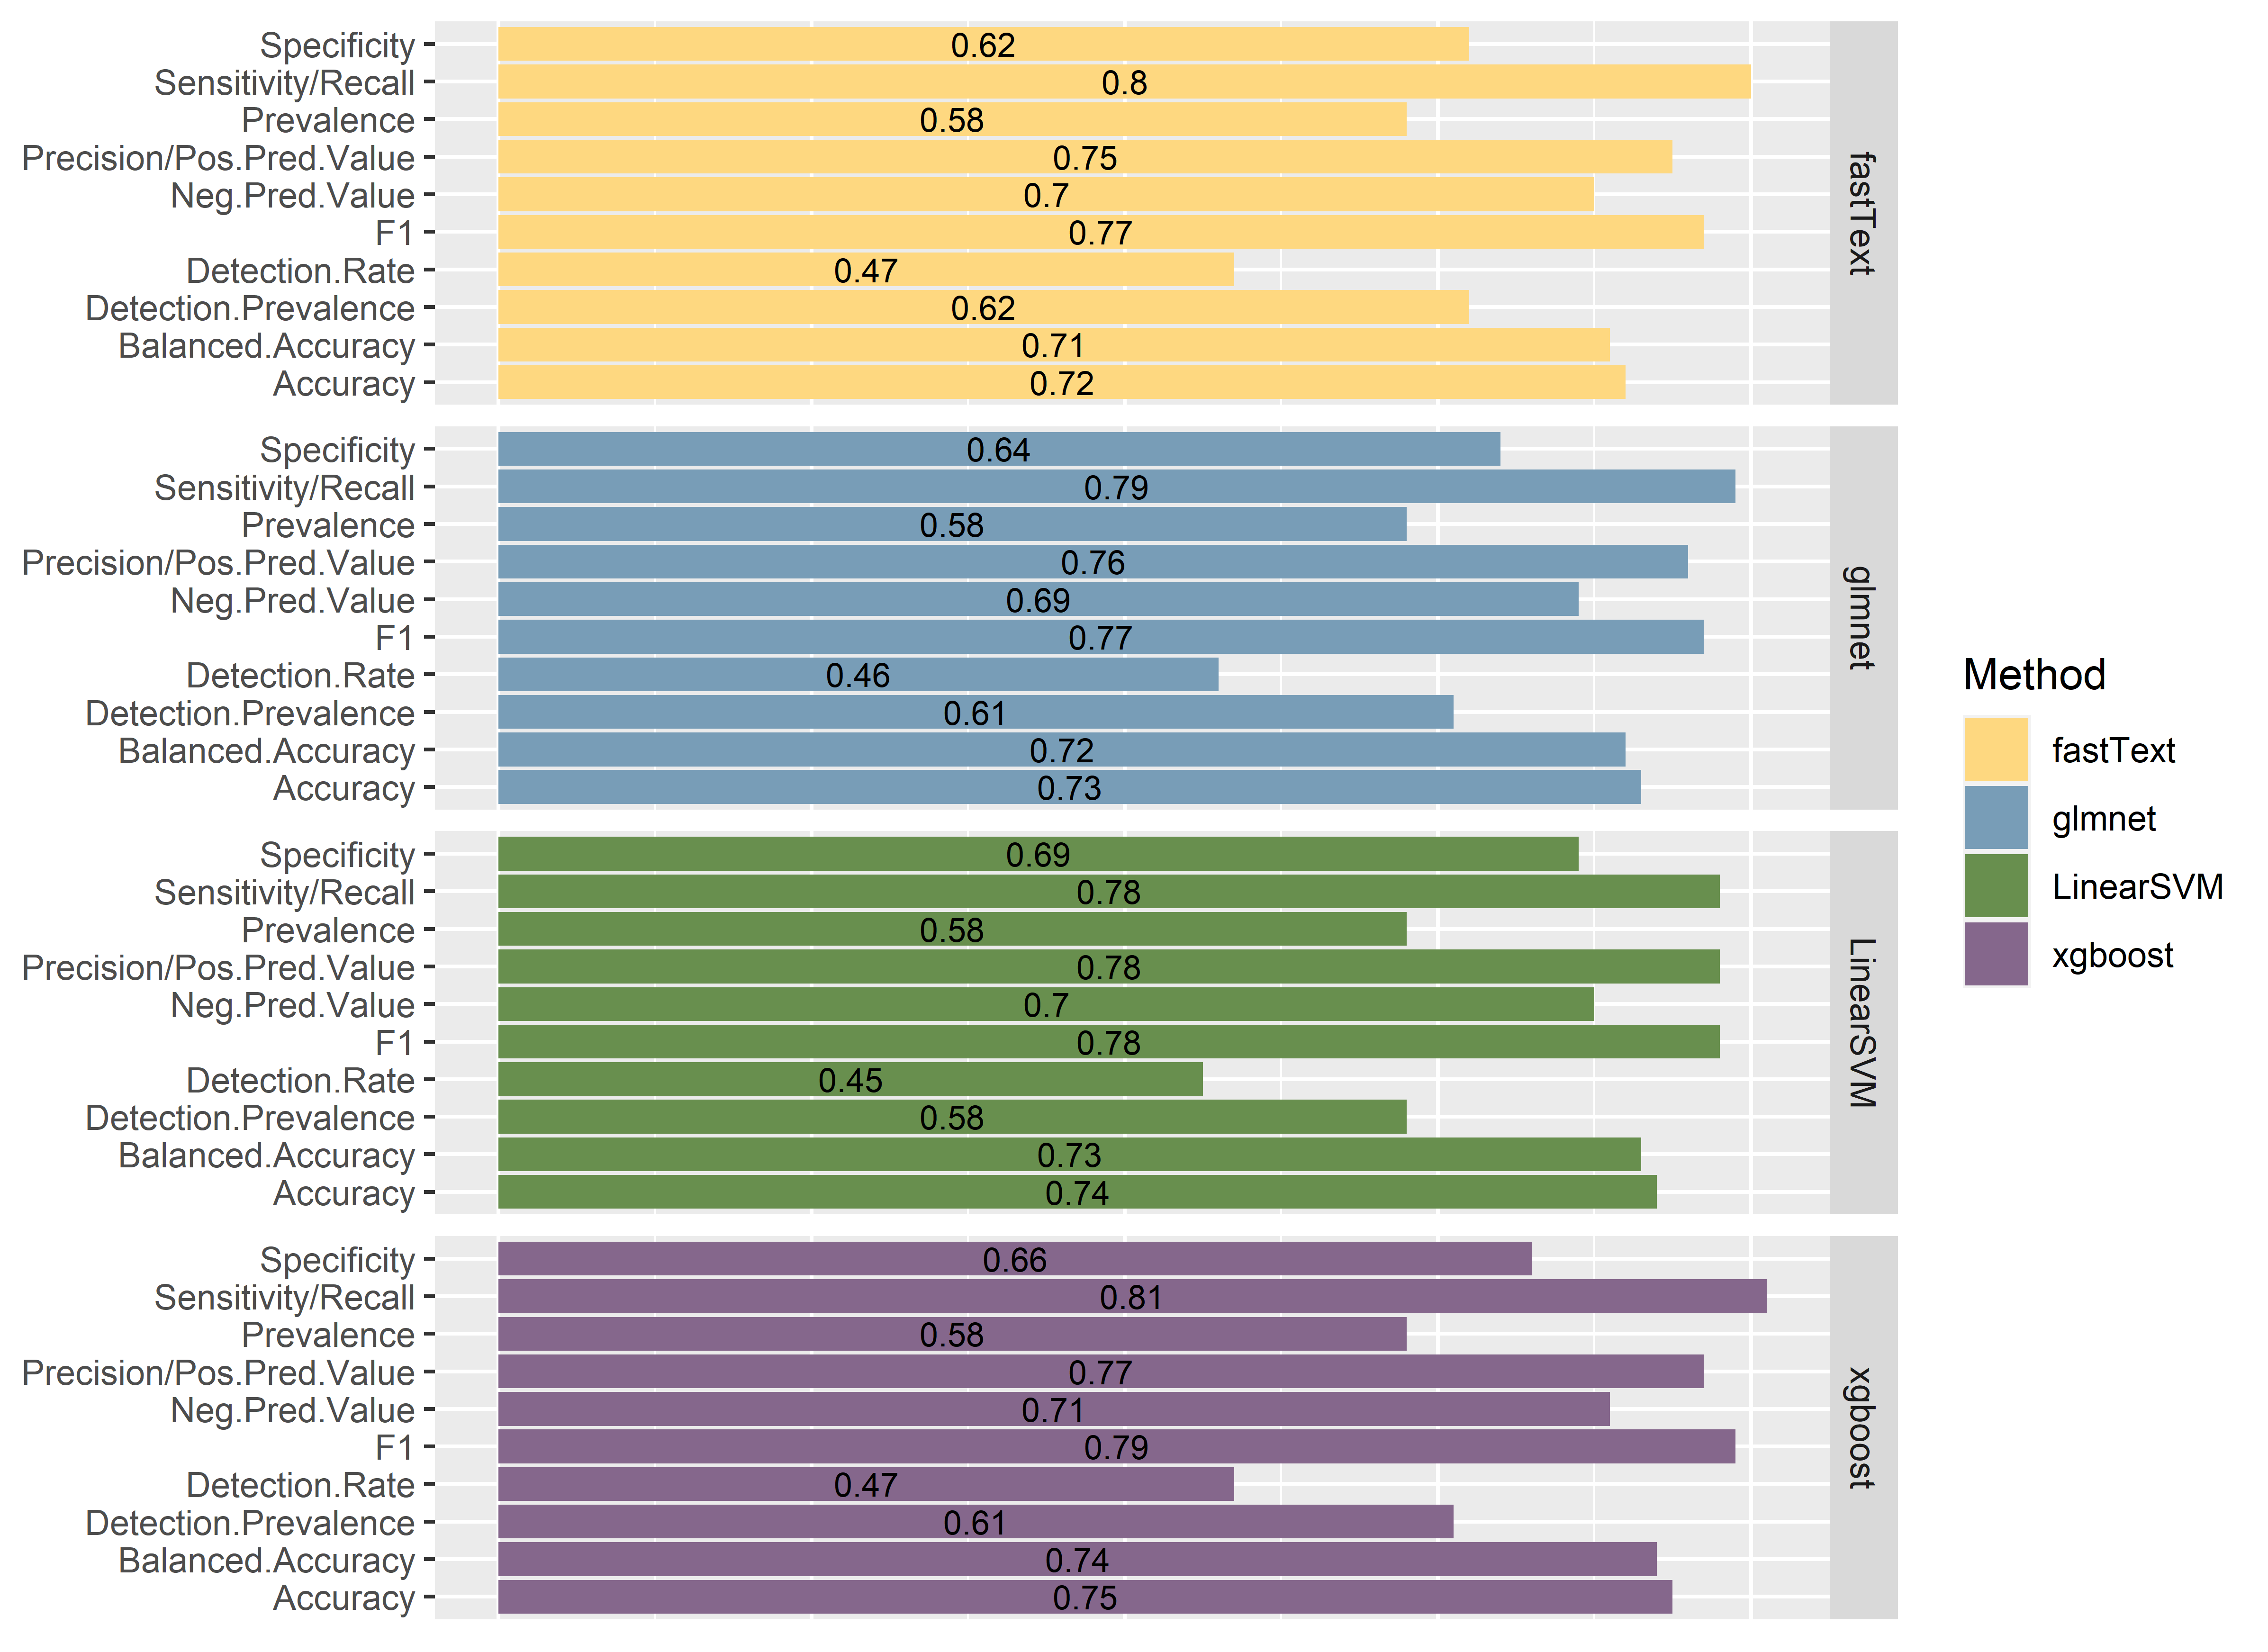 Specificity 0.62
Sensitivity/Recall 0.8
Prevalence 0.58
Precision/Pos.Pred.Value 0.75
Neg.Pred.Value 0.7
F1 0.77
Detection.Rate 0.47
Detection.Prevalence 0.62
Balanced.Accuracy 0.71
Accuracy 0.72
fastText
Specificity 0.64
Sensitivity/Recall 0.79
Prevalence 0.58
Precision/Pos.Pred.Value 0.76
Neg.Pred.Value 0.69
F1 0.77
Detection.Rate 0.46
Detection.Prevalence 0.61
Balanced.Accuracy 0.72
Accuracy 0.73
glmnet
Specificity 0.69
Sensitivity/Recall 0.78
Prevalence 0.58
Precision/Pos.Pred.Value 0.78
Neg.Pred.Value 0.7
F1 0.78
Detection.Rate 0.45
Detection.Prevalence 0.58
Balanced.Accuracy 0.73
Accuracy 0.74
LinearSVM
Specificity 0.66
Sensitivity/Recall 0.81
Prevalence 0.58
Precision/Pos.Pred.Value 0.77
Neg.Pred.Value 0.71
F1 0.79
Detection.Rate 0.47
Detection.Prevalence 0.61
Balanced.Accuracy 0.74
Accuracy 0.75
xgboost
Method
fastText
glmnet
LinearSVM
xgboost